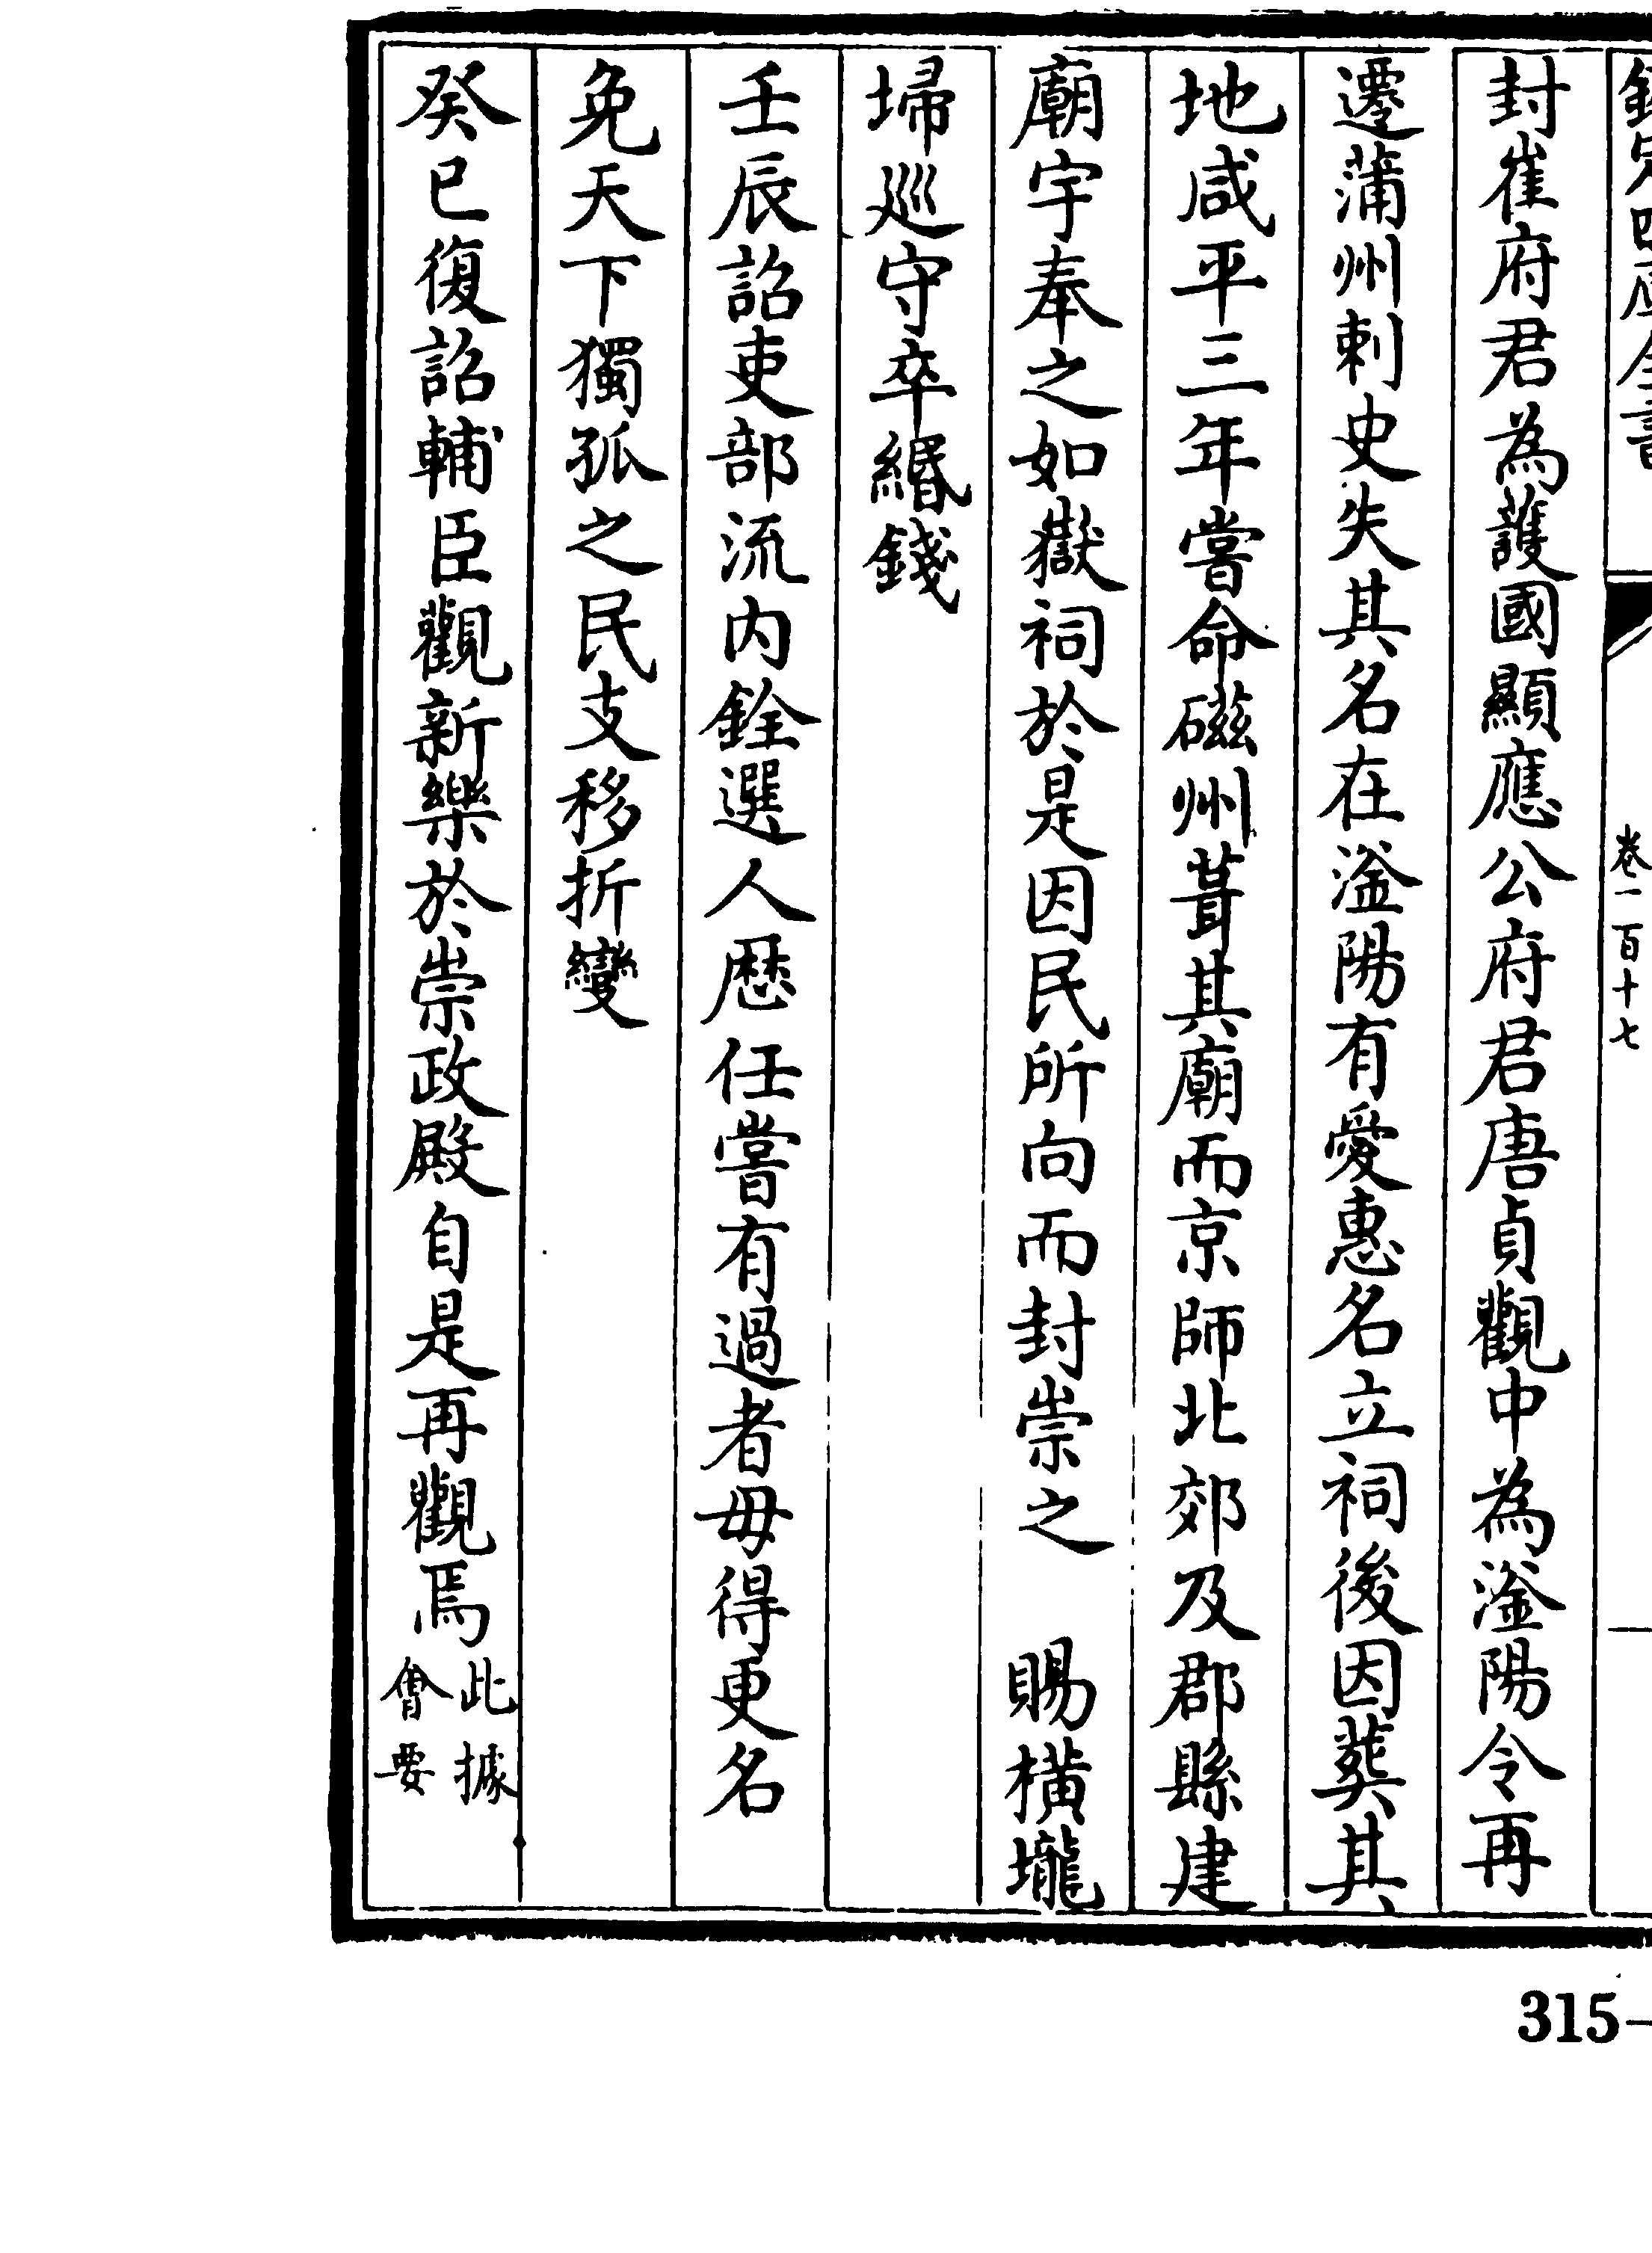 欽定四庫全書
卷一百十七
封崔府君為護國顯應公府君唐貞觀中為滏陽令再
遷蒲州刺史失其名在滏陽有愛惠名立祠後因葬其
地咸平三年嘗命磁州葺其廟而京師北郊及郡縣建
廟宇奉之如嶽祠於是因民所向而封崇之 賜橫壠
埽巡守卒緡錢
壬辰詔吏部流内銓選人歴任嘗有過者毋得更名
免天下獨孤之民支移折變
癸巳復詔輔臣觀新樂於崇政殿自是再觀焉此據
會要
315-